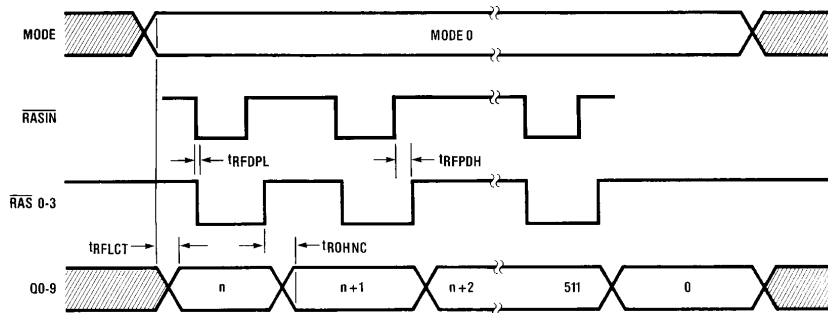 MODE
MODE 0
RASIN
tRFDPL
tRFPDH
RAS 0-3
tRFLCT
tROHNC
Q0-9
n
n+1
n+2
511
0